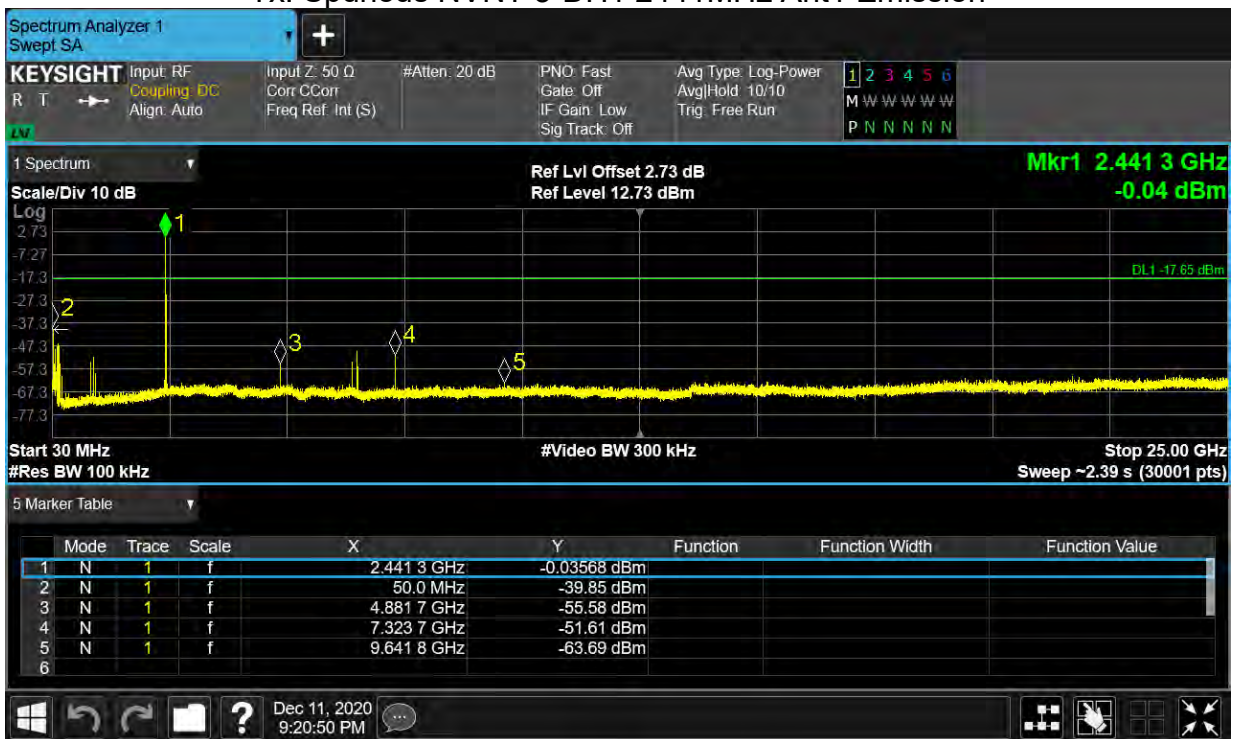 Spectrum Analyzer 1
Swept SA
+
KEYSIGHT Input: RF Input Z: 50 Ω #Atten: 20 dB PNO: Fast Avg Type: Log-Power 1 2 3 4 5 6
R T Coupling: DC Corr CCorr Gate: Off Avg|Hold: 10/10 M W W W W W
Align: Auto Freq Ref: Int (S) IF Gain: Low Trig: Free Run
Sig Track: Off P N N N N N
1 Spectrum Ref Lvl Offset 2.73 dB Mkr1 2.441 3 GHz
Scale/Div 10 dB Ref Level 12.73 dBm -0.04 dBm
Log
1
2.73
-7.27
DL1 -17.65 dBm
-17.3
-27.3
2
-37.3
3 4
-47.3
5
-57.3
-67.3
-77.3
Start 30 MHz #Video BW 300 kHz Stop 25.00 GHz
#Res BW 100 kHz Sweep ~2.39 s (30001 pts)
5 Marker Table
Mode Trace Scale X Y Function Function Width Function Value
1 N 1 f 2.441 3 GHz -0.03568 dBm
2 N 1 f 50.0 MHz -39.85 dBm
3 N 1 f 4.881 7 GHz -55.58 dBm
4 N 1 f 7.323 7 GHz -51.61 dBm
5 N 1 f 9.641 8 GHz -63.69 dBm
6
? Dec 11, 2020
9:20:50 PM